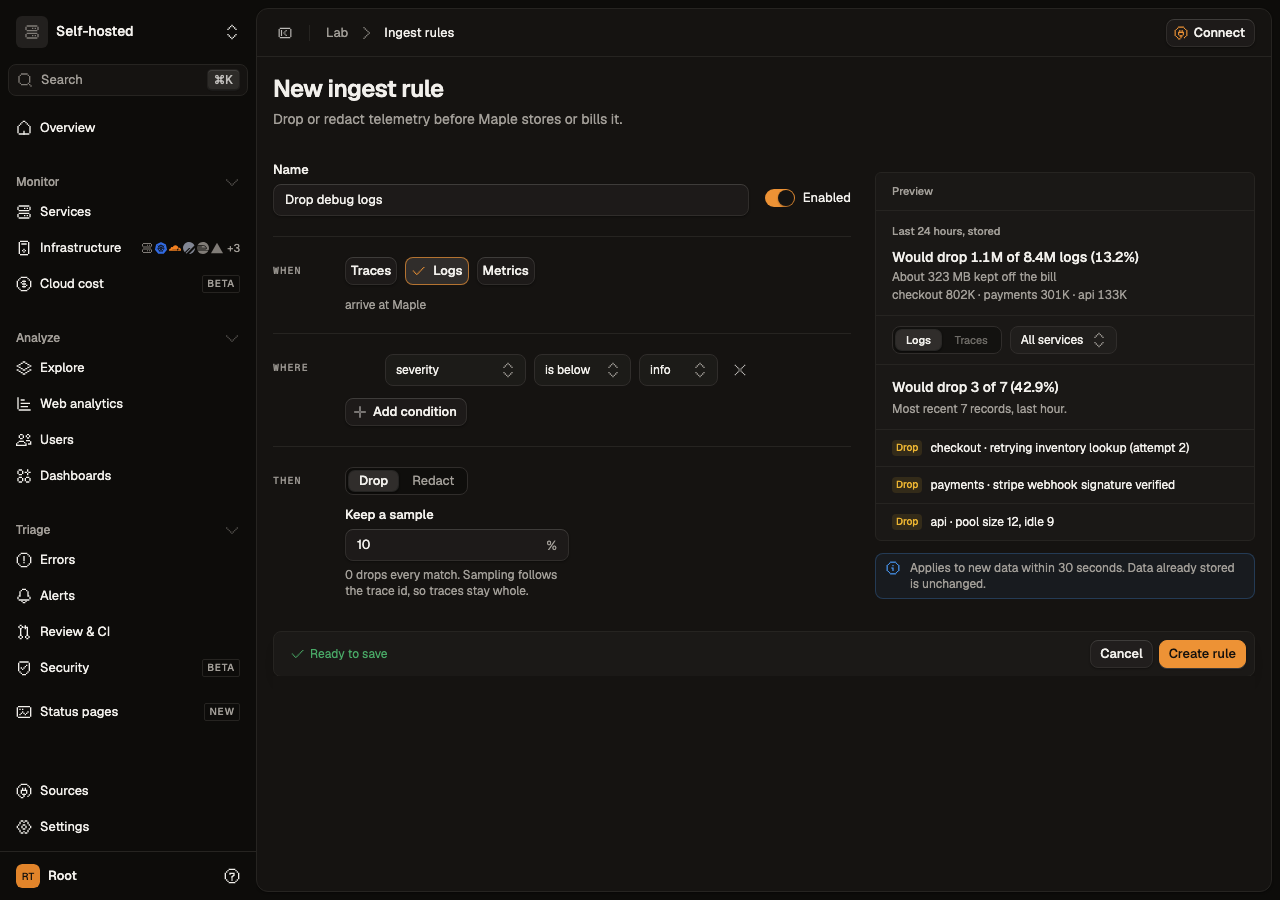 Self-hosted
Search ⌘K
Overview
Monitor
Services
Infrastructure +3
Cloud cost BETA
Analyze
Explore
Web analytics
Users
Dashboards
Triage
Errors
Alerts
Review & CI
Security BETA
Status pages NEW
Sources
Settings
RT Root
Lab Ingest rules
Connect
New ingest rule
Drop or redact telemetry before Maple stores or bills it.
Name
Drop debug logs
Enabled
WHEN Traces Logs Metrics
arrive at Maple
WHERE severity is below info
Add condition
THEN Drop Redact
Keep a sample
10 %
0 drops every match. Sampling follows
the trace id, so traces stay whole.
Preview
Last 24 hours, stored
Would drop 1.1M of 8.4M logs (13.2%)
About 323 MB kept off the bill
checkout 802K · payments 301K · api 133K
Logs Traces All services
Would drop 3 of 7 (42.9%)
Most recent 7 records, last hour.
Drop checkout · retrying inventory lookup (attempt 2)
Drop payments · stripe webhook signature verified
Drop api · pool size 12, idle 9
Applies to new data within 30 seconds. Data already stored
is unchanged.
Ready to save
Cancel Create rule